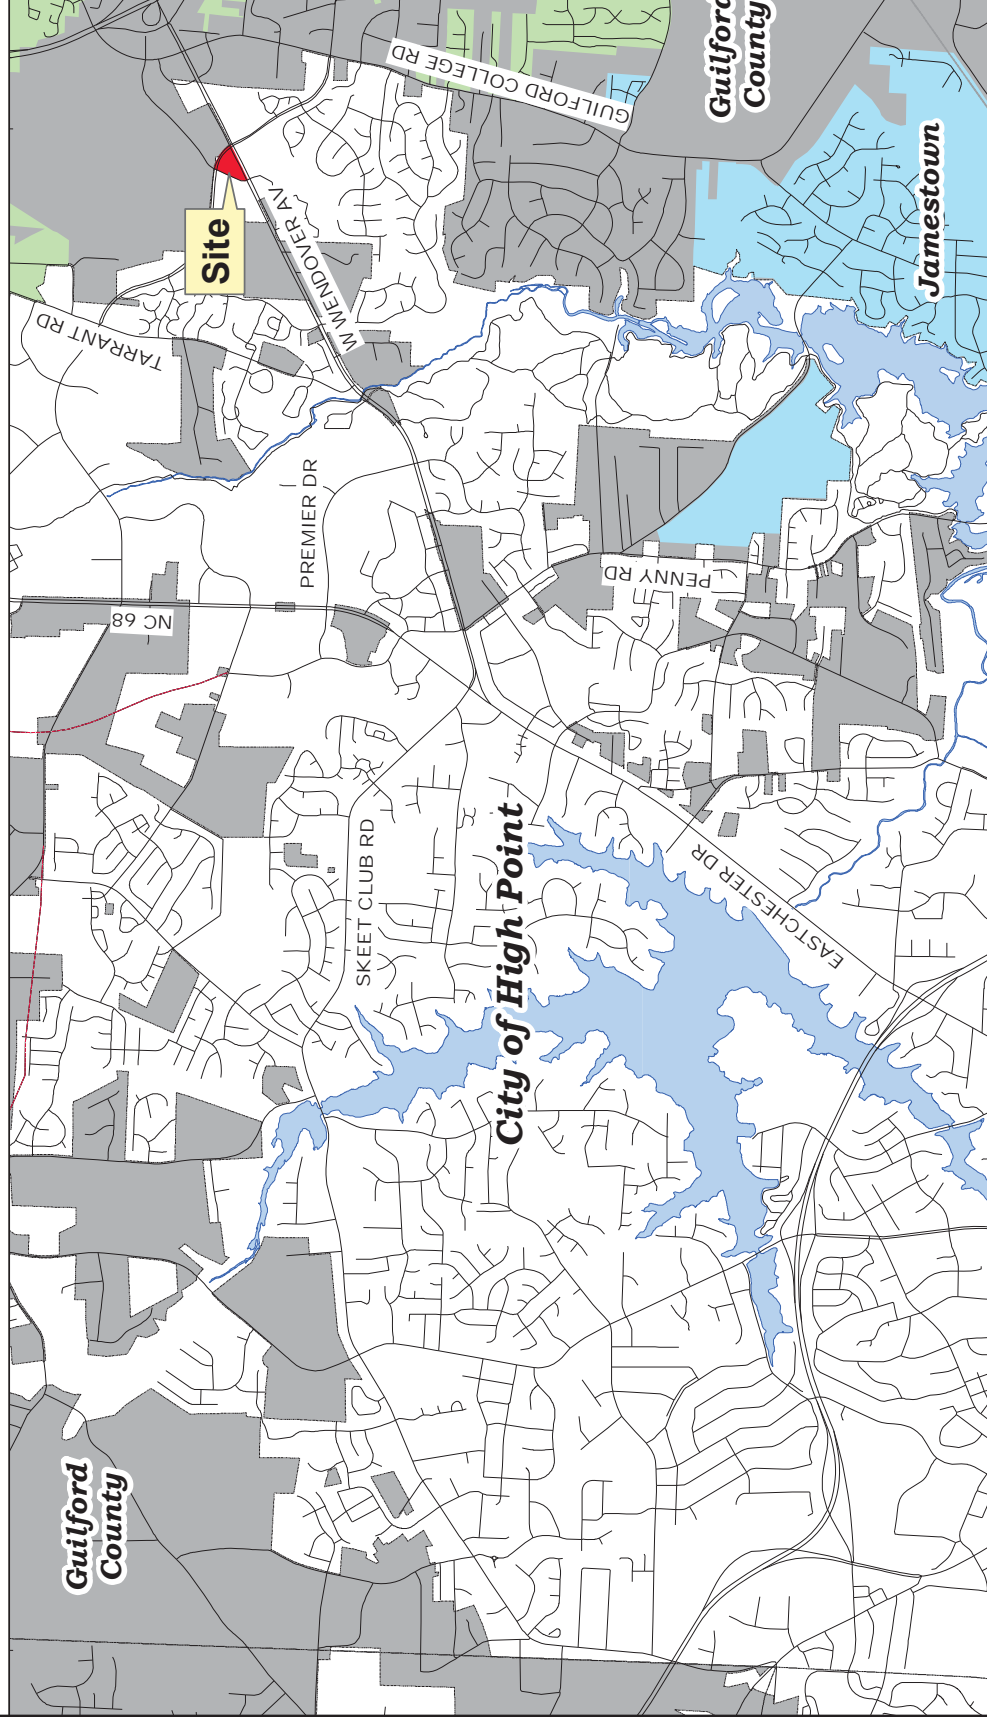 Guilford
County
City of High Point
SKEET CLUB RD
EASTCHESTER DR
NC 68
PREMIER DR
PENNY RD
TARRANT RD
W WENDOVER AV
Site
GUILFORD COLLEGE RD
Jamestown
Guilford
County